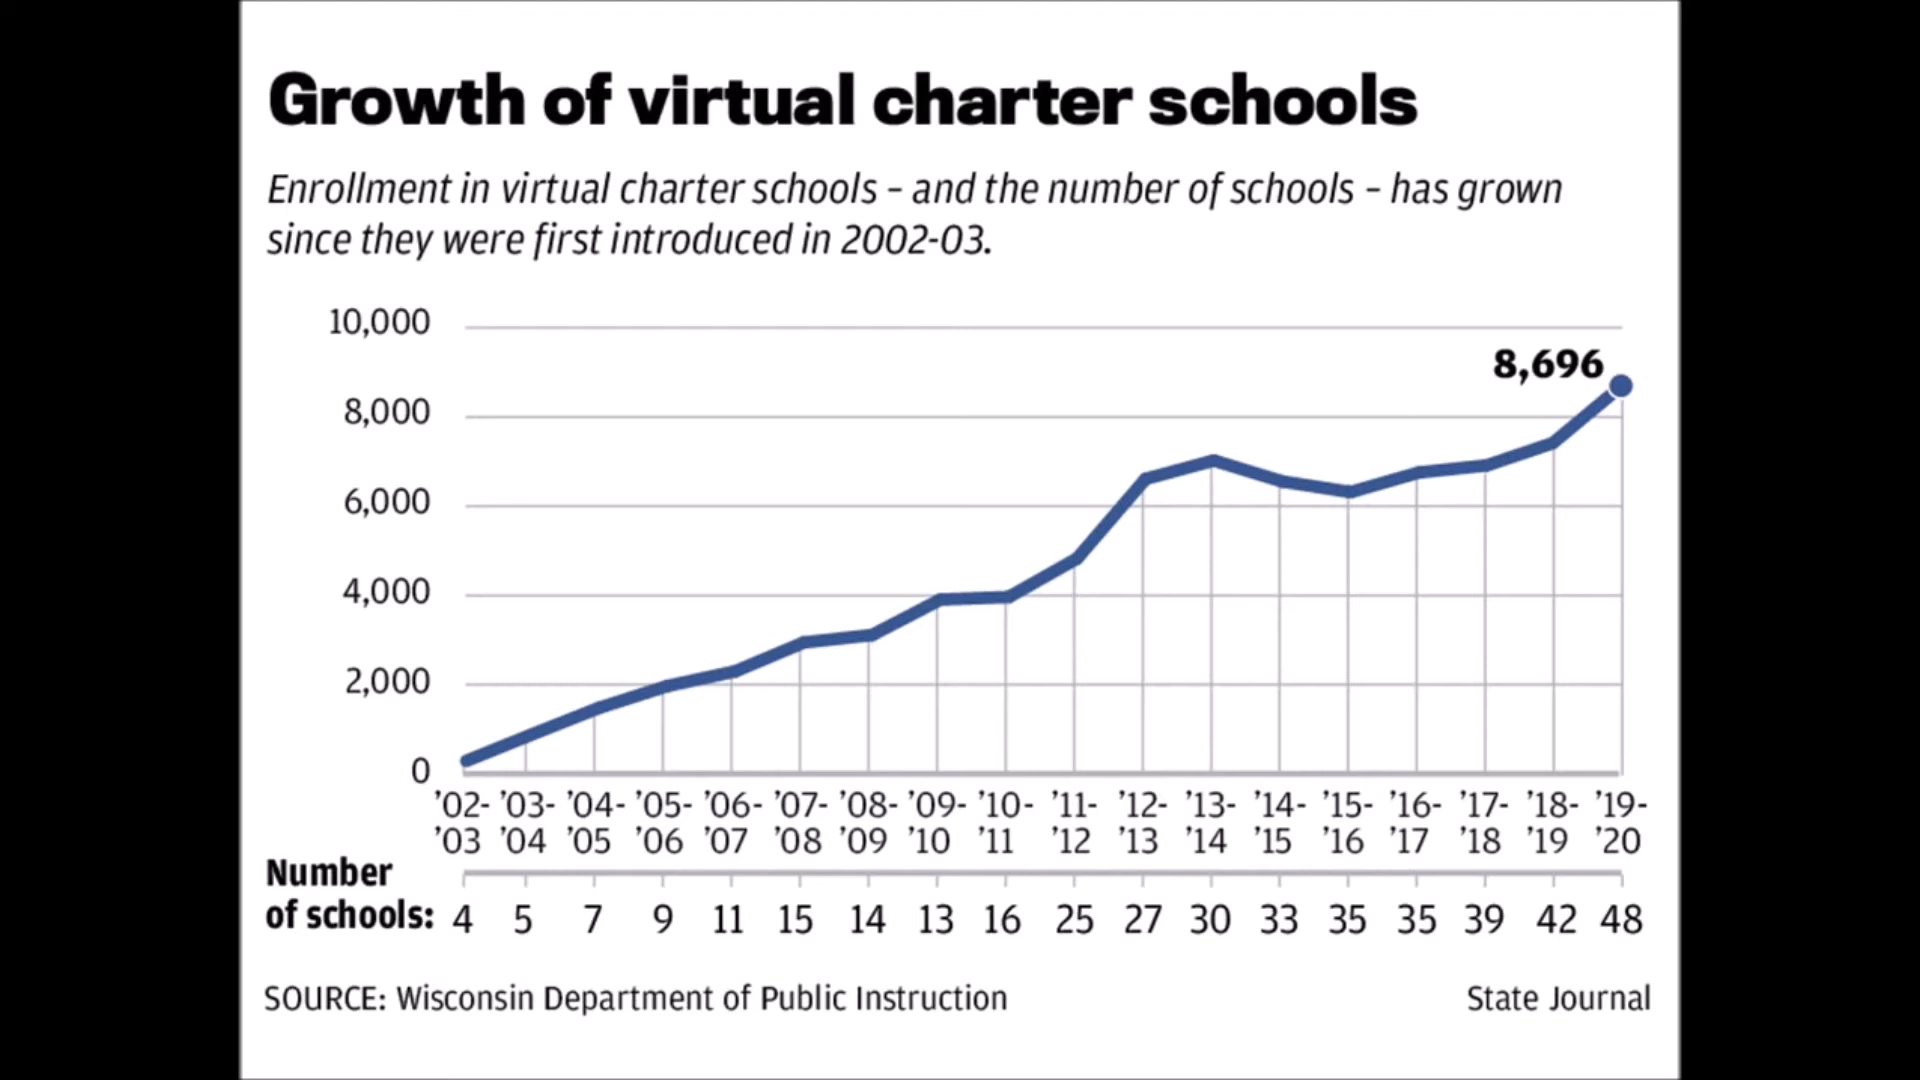 Growth of virtual charter schools
Enrollment in virtual charter schools – and the number of schools – has grown
since they were first introduced in 2002-03.
10,000
8,696
8,000
6,000
4,000
2,000
0
’02- ’03- ’04- ’05- ’06- ’07- ’08- ’09- ’10- ’11- ’12- ’13- ’14- ’15- ’16- ’17- ’18- ’19-
’03 ’04 ’05 ’06 ’07 ’08 ’09 ’10 ’11 ’12 ’13 ’14 ’15 ’16 ’17 ’18 ’19 ’20
Number
of schools: 4 5 7 9 11 15 14 13 16 25 27 30 33 35 35 39 42 48
SOURCE: Wisconsin Department of Public Instruction
State Journal